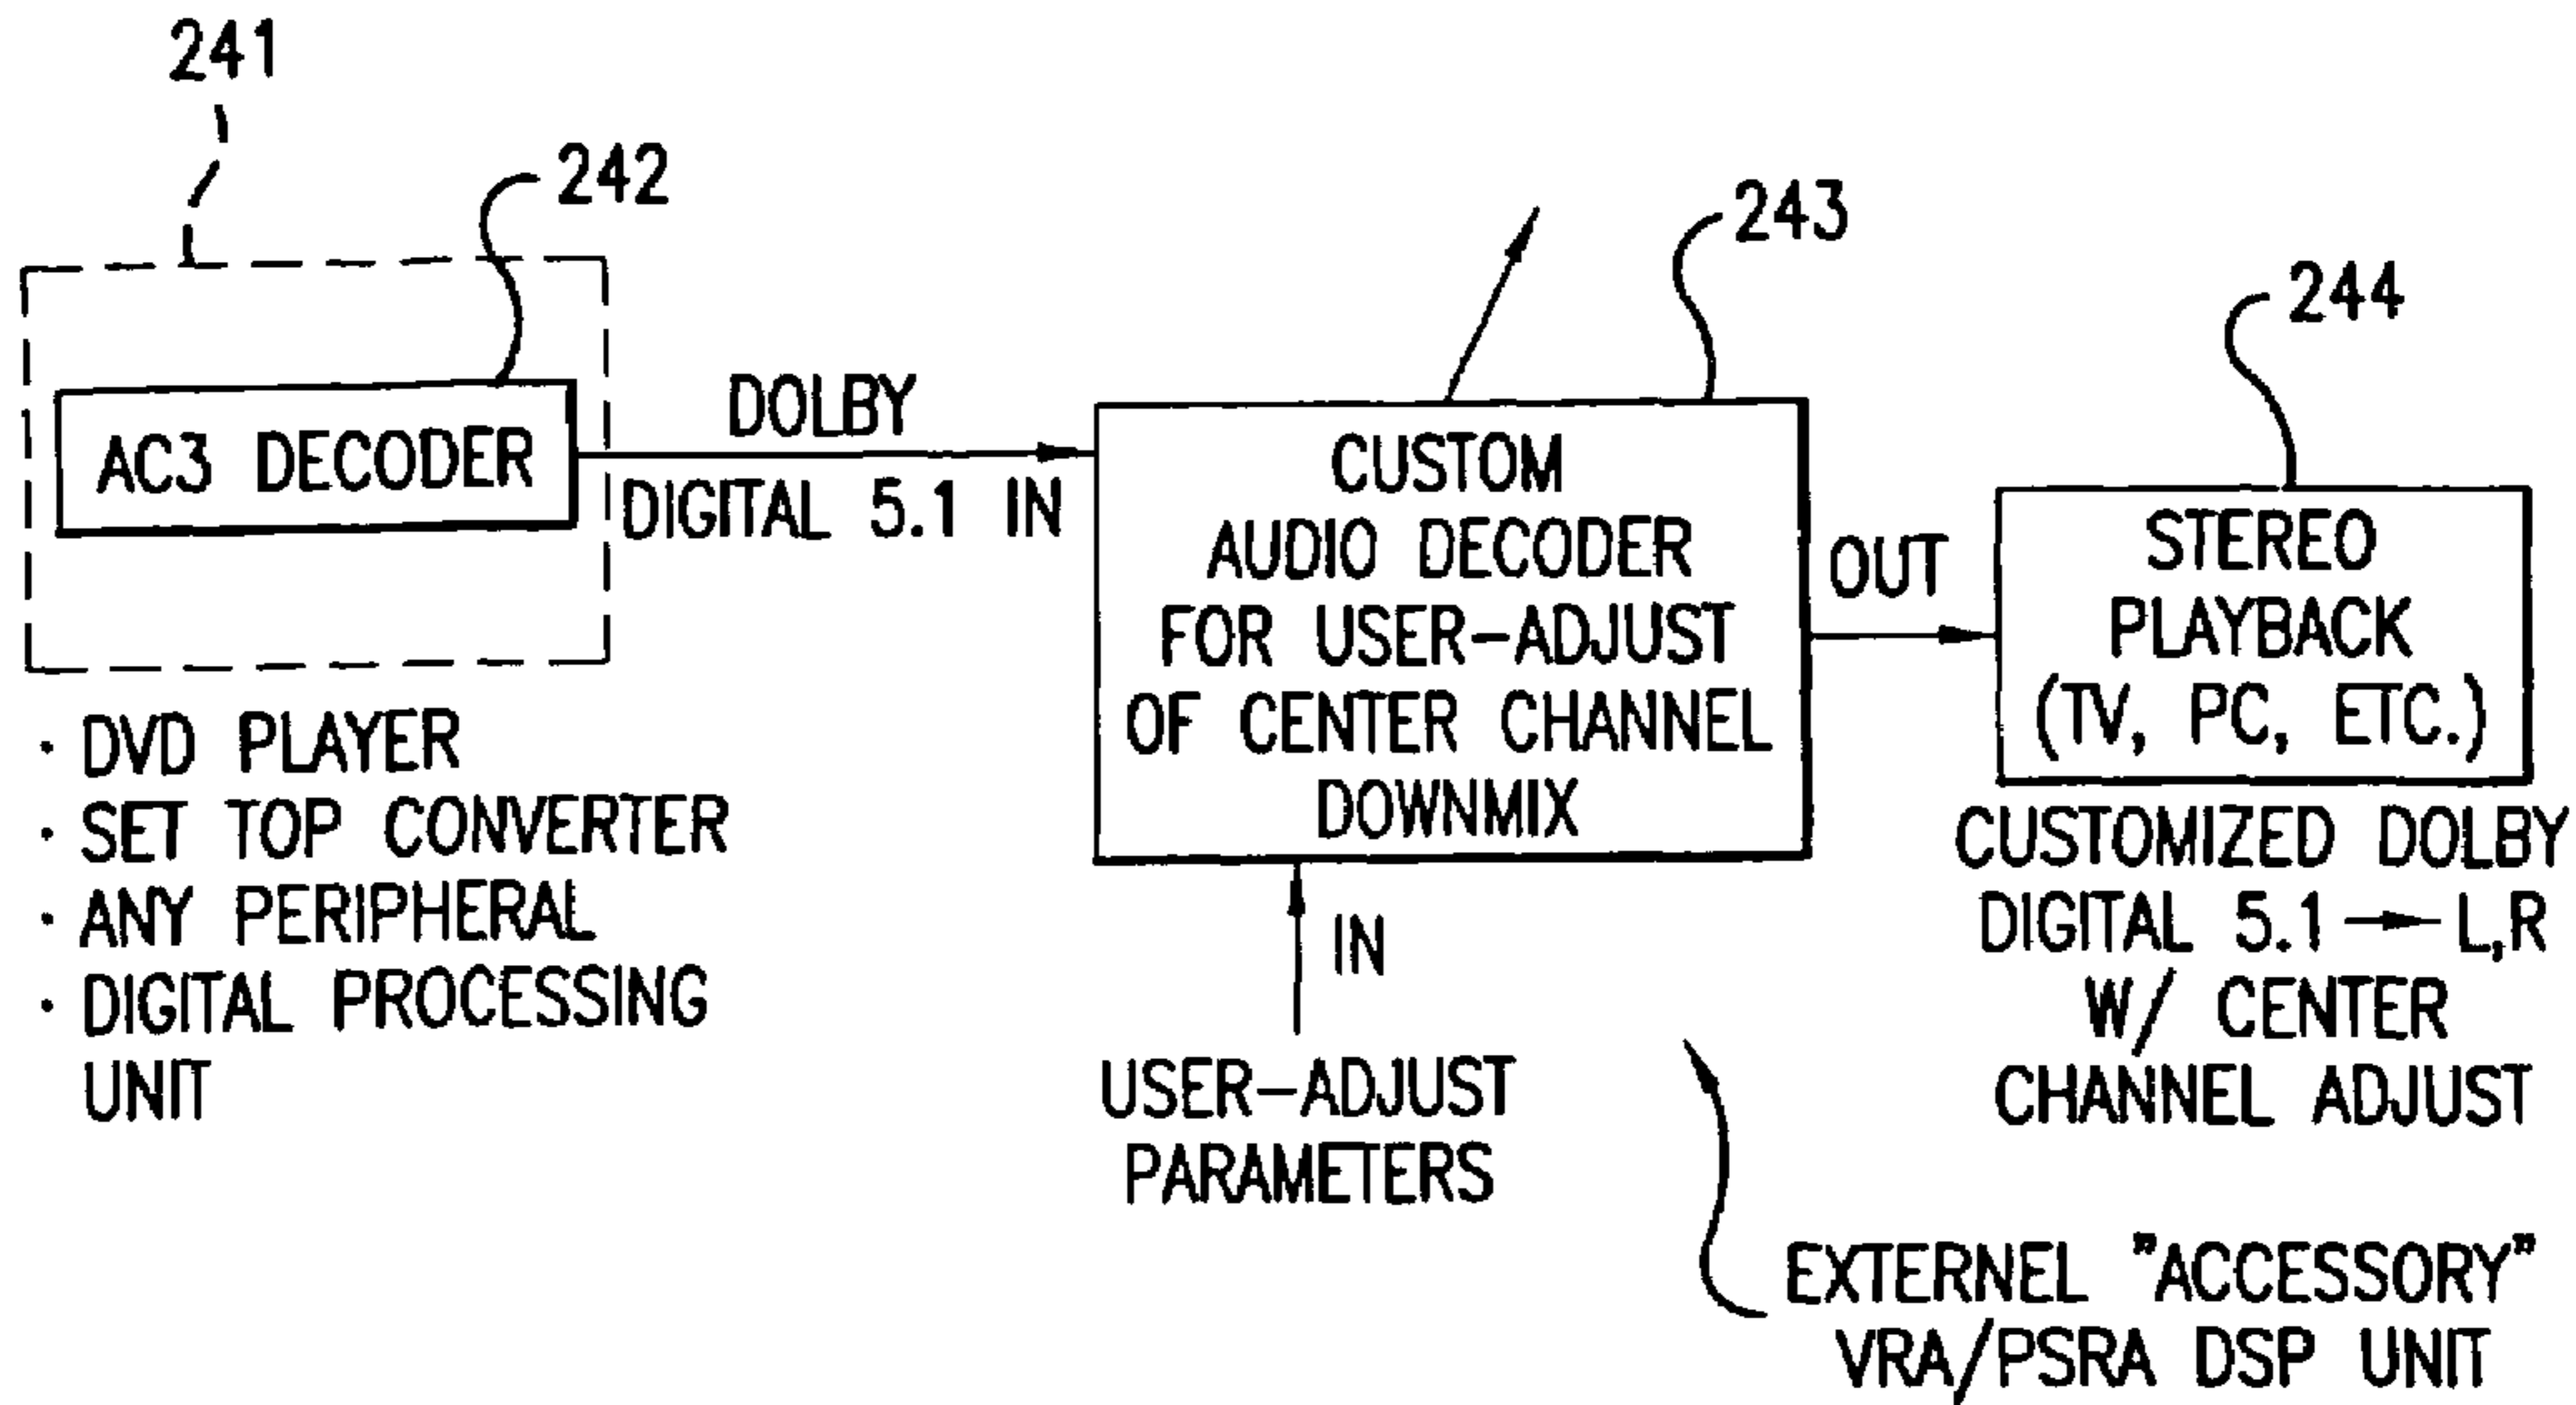 241
242
243
244
AC3 DECODER
DOLBY
DIGITAL 5.1 IN
CUSTOM
AUDIO DECODER
FOR USER-ADJUST
OF CENTER CHANNEL
DOWNMIX
OUT
STEREO
PLAYBACK
(TV, PC, ETC.)
· DVD PLAYER
· SET TOP CONVERTER
· ANY PERIPHERAL
· DIGITAL PROCESSING
UNIT
IN
USER-ADJUST
PARAMETERS
CUSTOMIZED DOLBY
DIGITAL 5.1 → L,R
W/ CENTER
CHANNEL ADJUST
EXTERNEL "ACCESSORY"
VRA/PSRA DSP UNIT